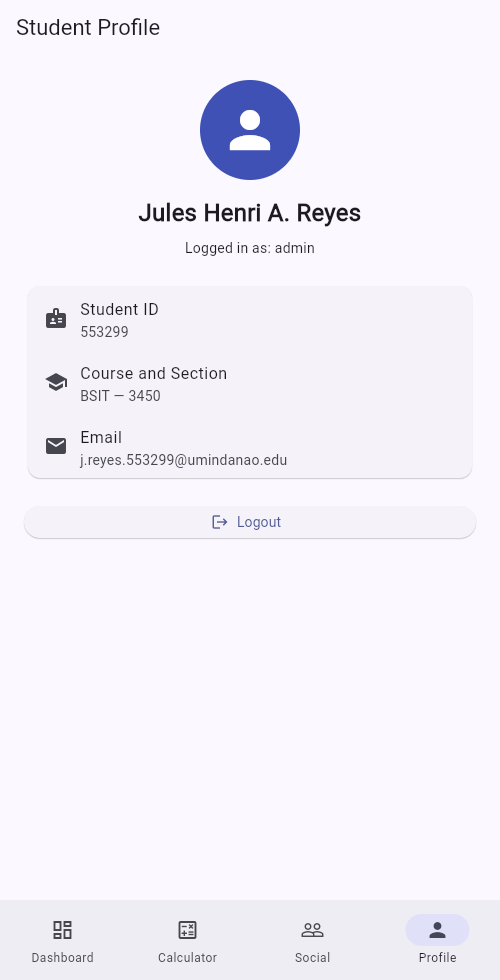 Student Profile
Jules Henri A. Reyes
Logged in as: admin
Student ID
553299
Course and Section
BSIT — 3450
Email
j.reyes.553299@umindanao.edu
Logout
Dashboard
Calculator
Social
Profile